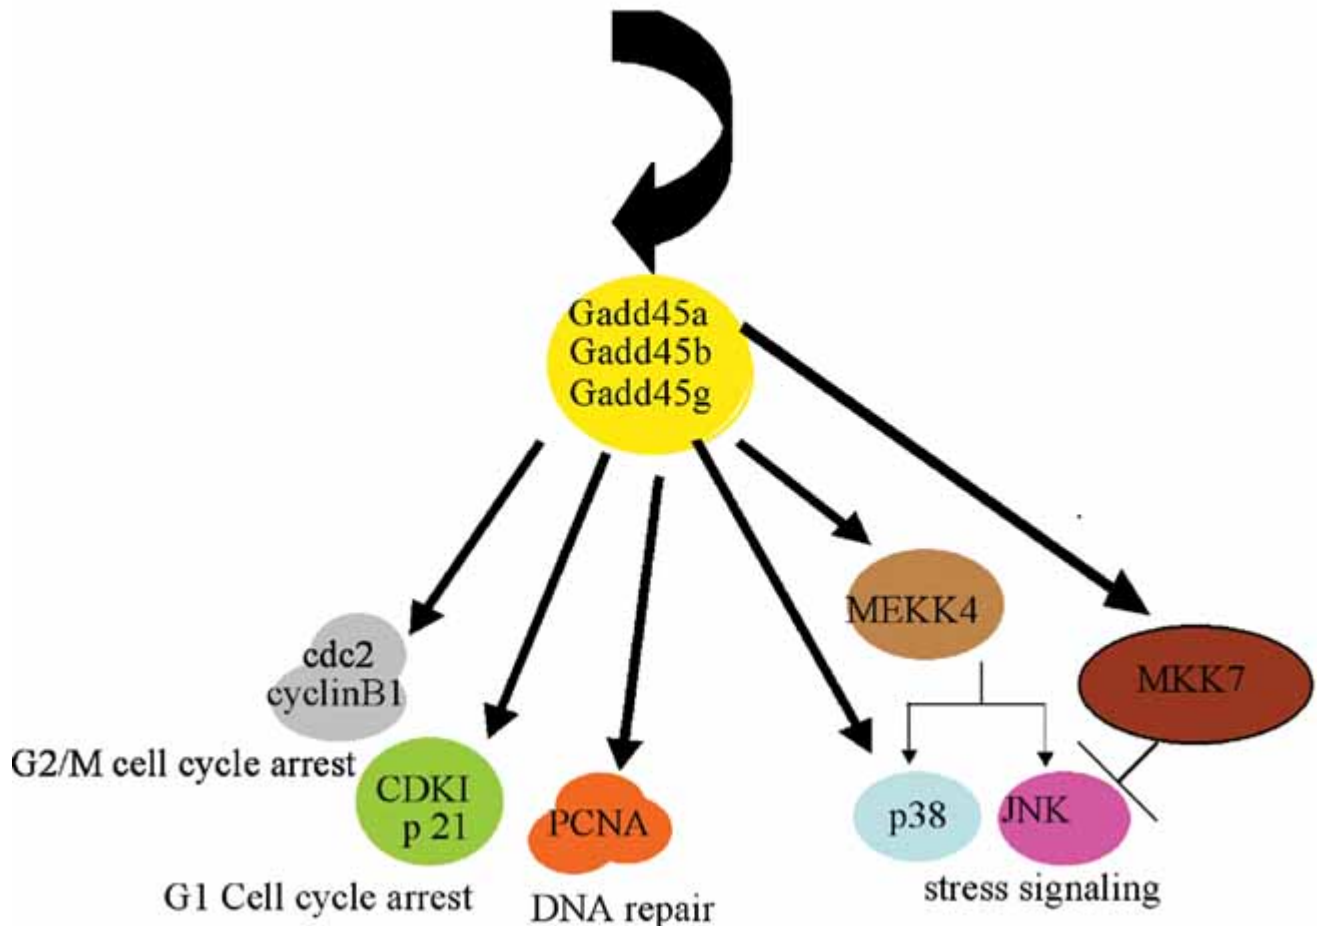 Gadd45a
Gadd45b
Gadd45g
MEKK4
cdc2
cyclinB1
MKK7
G2/M cell cycle arrest
CDKI
p 21
PCNA
p38
JNK
G1 Cell cycle arrest
DNA repair
stress signaling